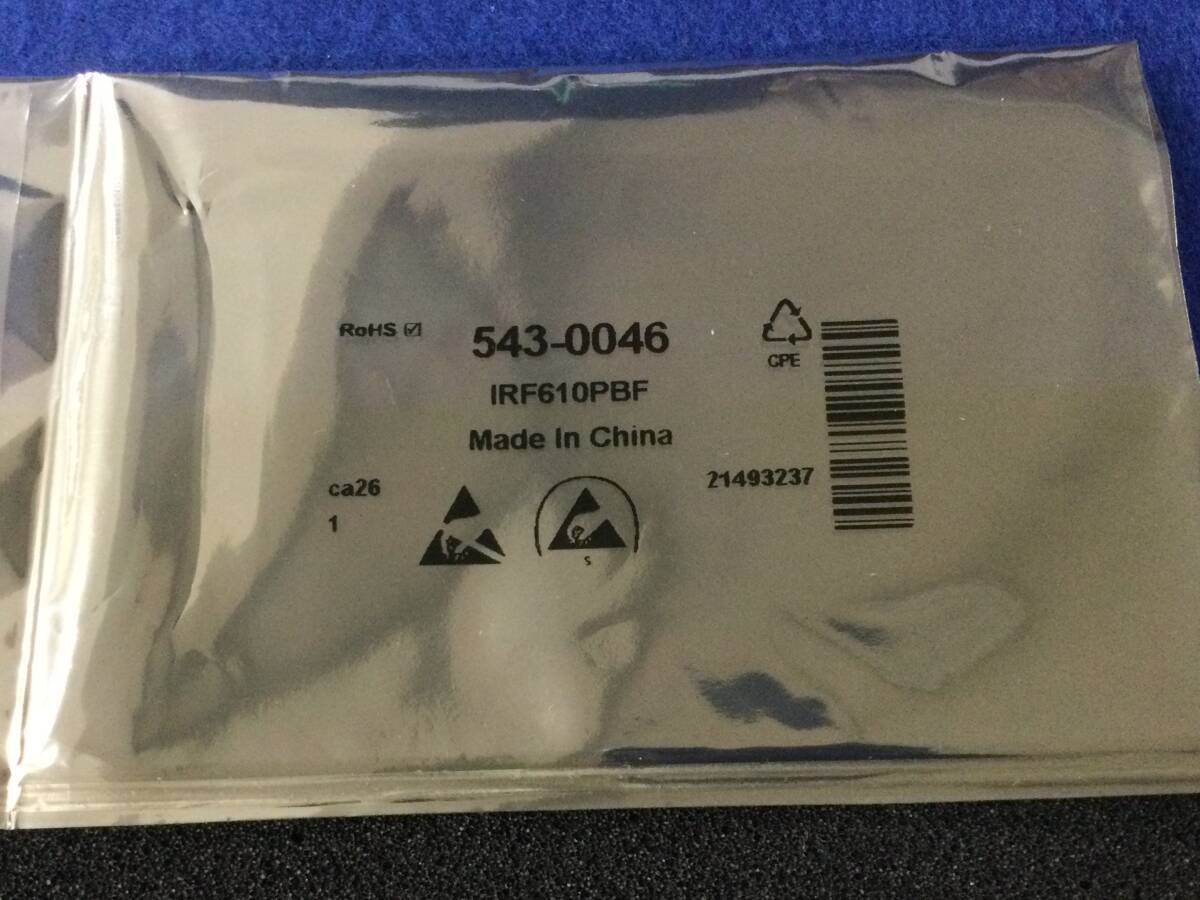 RoHS ☑
543-0046
IRF610PBF
Made In China
CPE
ca26
1
21493237
S